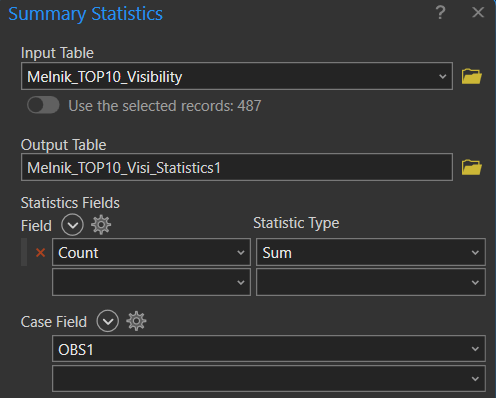 Summary Statistics ? ×
Input Table
Melnik_TOP10_Visibility
Use the selected records: 487
Output Table
Melnik_TOP10_Visi_Statistics1
Statistics Fields
Field Statistic Type
× Count Sum
Case Field
OBS1